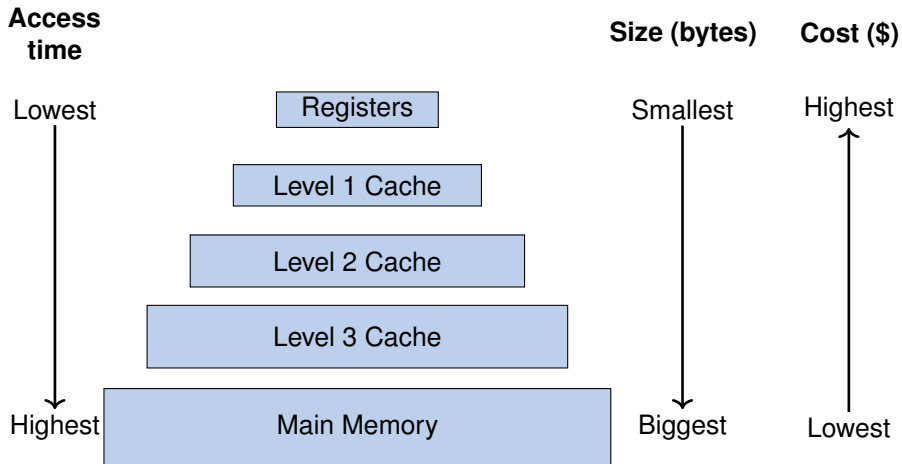 Access
time
Size (bytes)
Cost ($)
Lowest
Registers
Smallest
Highest
Level 1 Cache
Level 2 Cache
Level 3 Cache
Highest
Main Memory
Biggest
Lowest